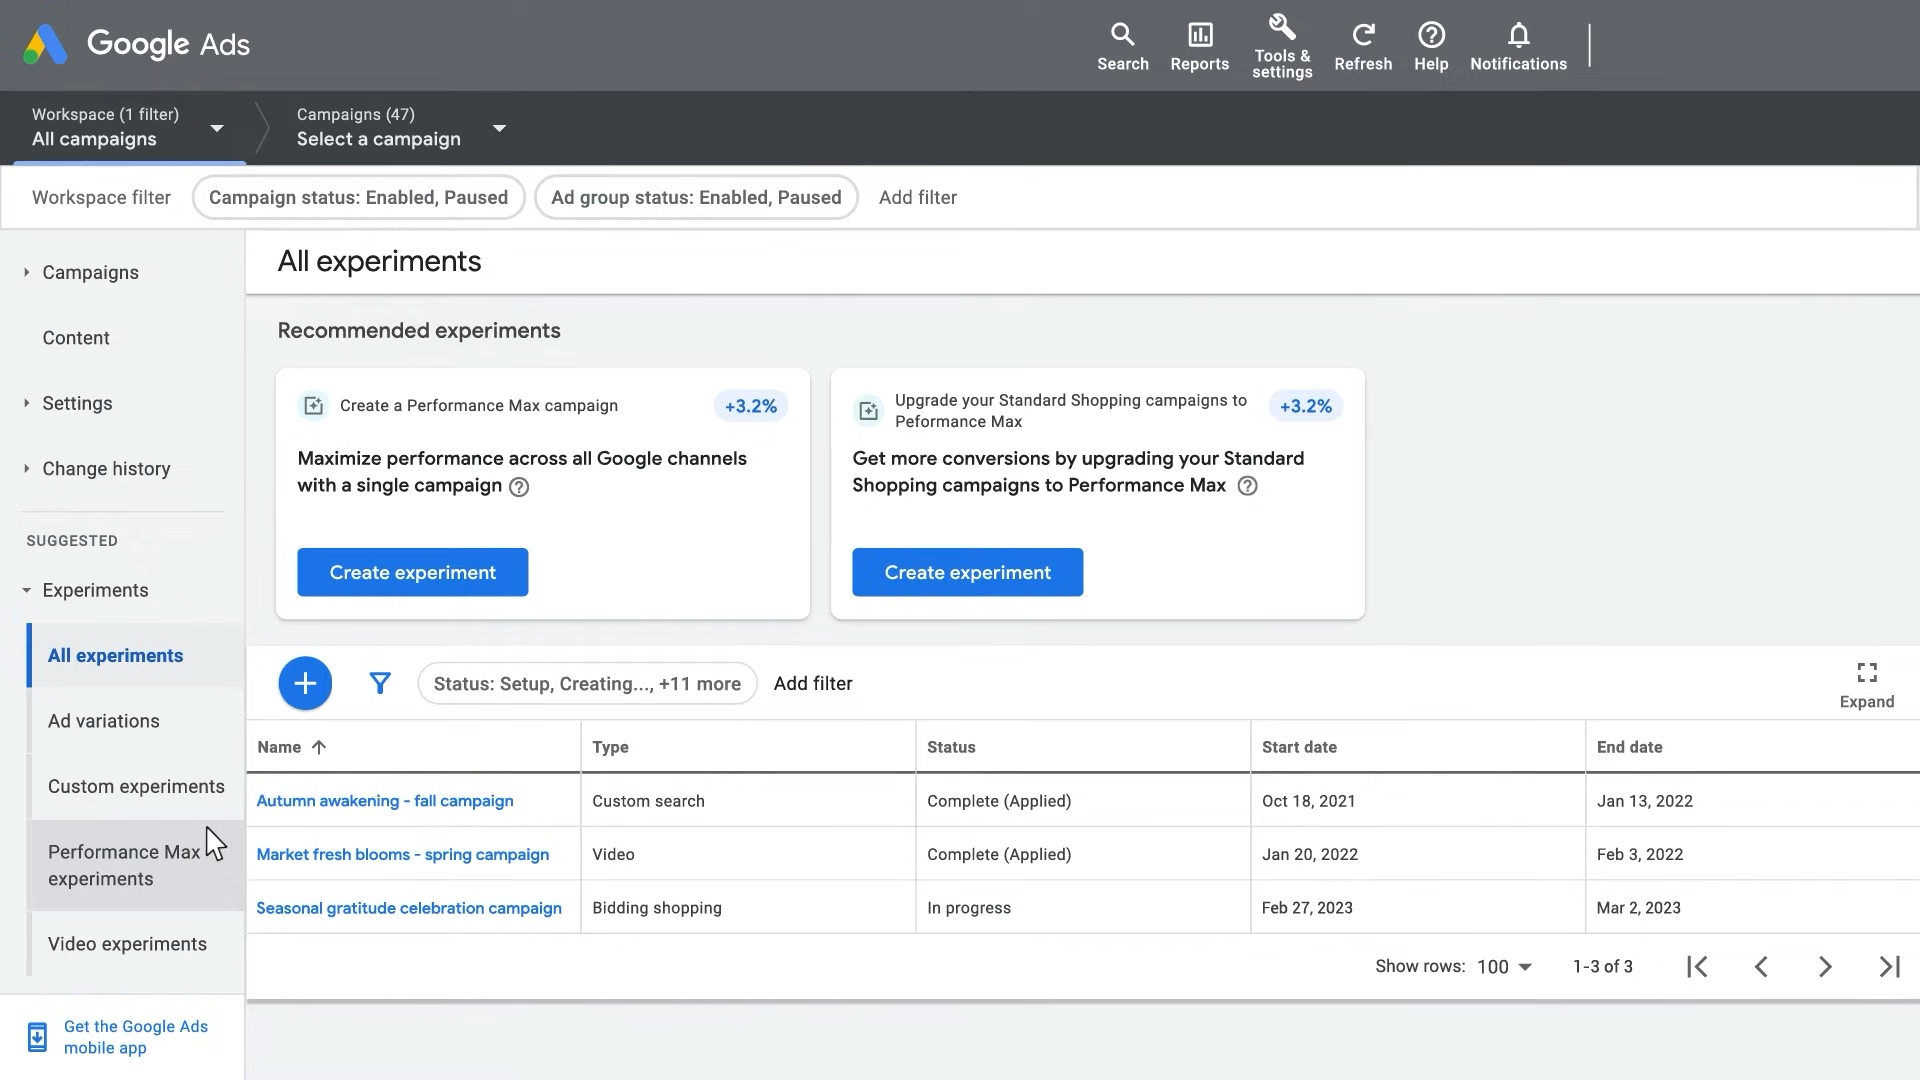 Google Ads
Search
Reports
Tools &
settings
Refresh
Help
Notifications
Workspace (1 filter)
All campaigns
Campaigns (47)
Select a campaign
Workspace filter
Campaign status: Enabled, Paused
Ad group status: Enabled, Paused
Add filter
Campaigns
Content
Settings
Change history
SUGGESTED
Experiments
All experiments
Ad variations
Custom experiments
Performance Max
experiments
Video experiments
Get the Google Ads
mobile app
All experiments
Recommended experiments
Create a Performance Max campaign
+3.2%
Maximize performance across all Google channels
with a single campaign
Create experiment
Upgrade your Standard Shopping campaigns to
Peformance Max
+3.2%
Get more conversions by upgrading your Standard
Shopping campaigns to Performance Max
Create experiment
Status: Setup, Creating..., +11 more
Add filter
Expand
Name Type Status Start date End date
Autumn awakening - fall campaign Custom search Complete (Applied) Oct 18, 2021 Jan 13, 2022
Market fresh blooms - spring campaign Video Complete (Applied) Jan 20, 2022 Feb 3, 2022
Seasonal gratitude celebration campaign Bidding shopping In progress Feb 27, 2023 Mar 2, 2023
Show rows: 100 1-3 of 3